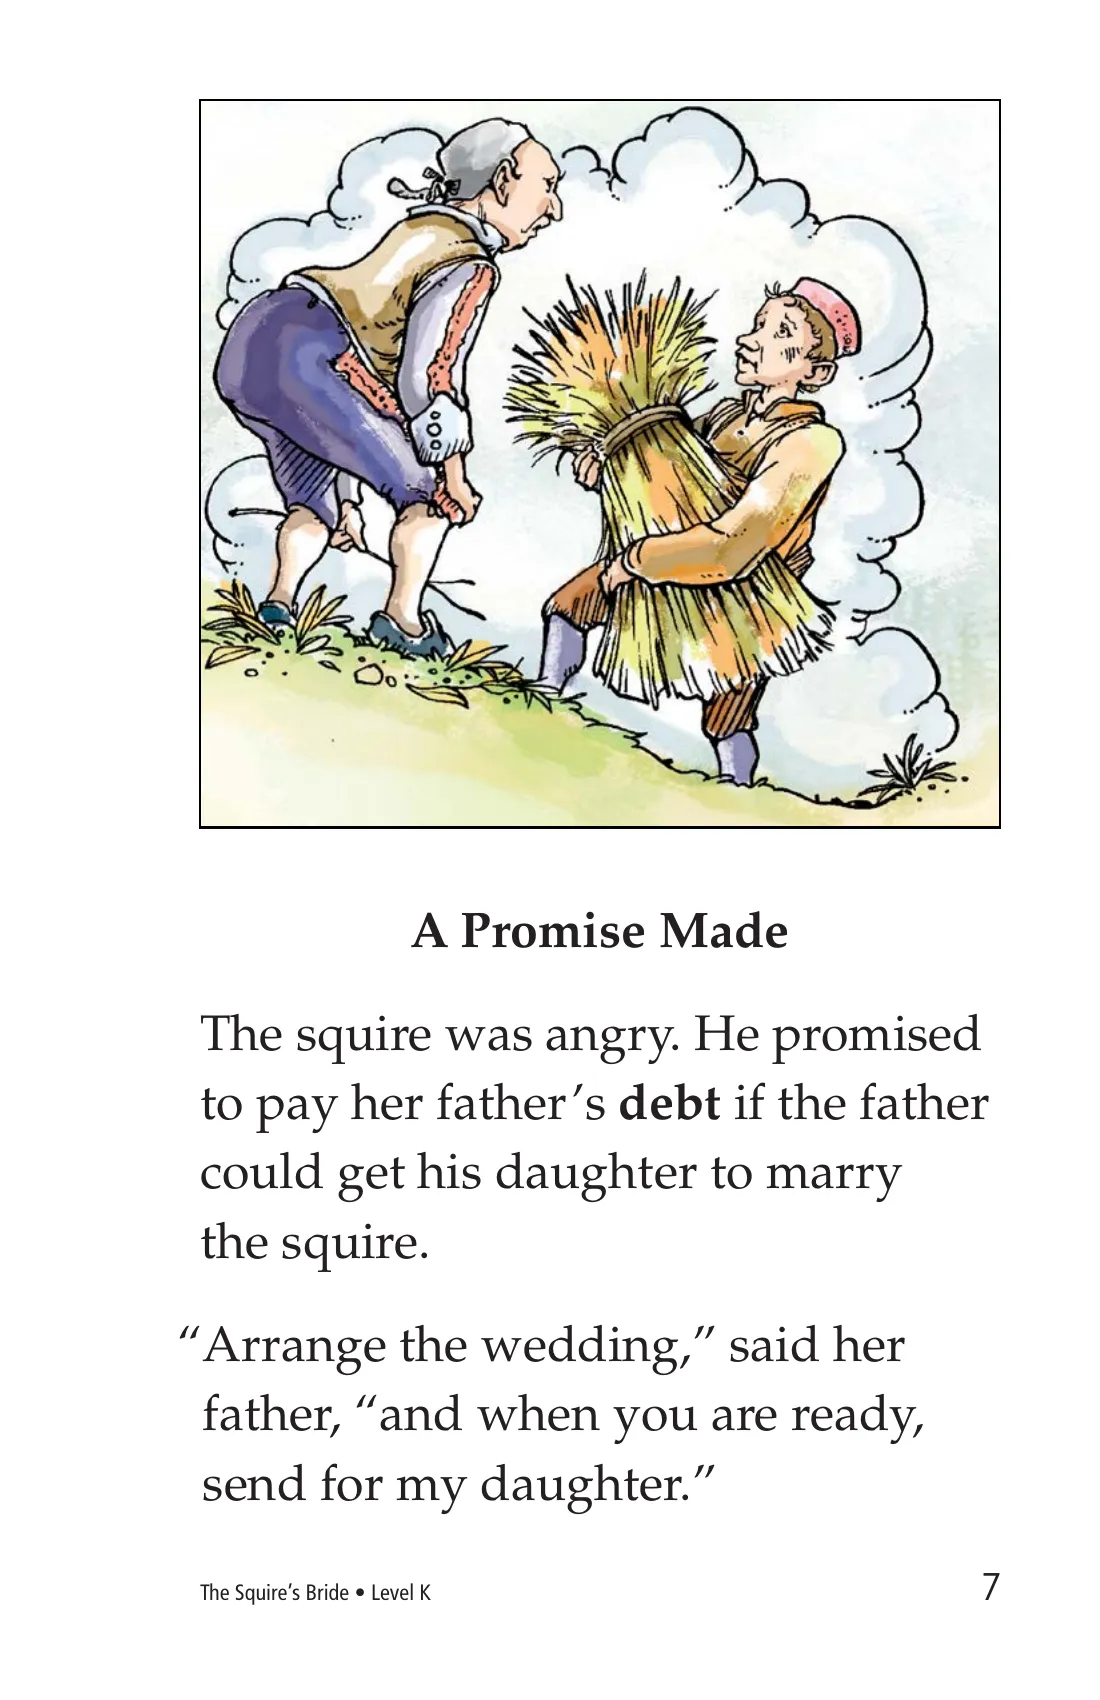 A Promise Made
The squire was angry. He promised
to pay her father’s debt if the father
could get his daughter to marry
the squire.
“Arrange the wedding,” said her
father, “and when you are ready,
send for my daughter.”
The Squire’s Bride • Level K
7